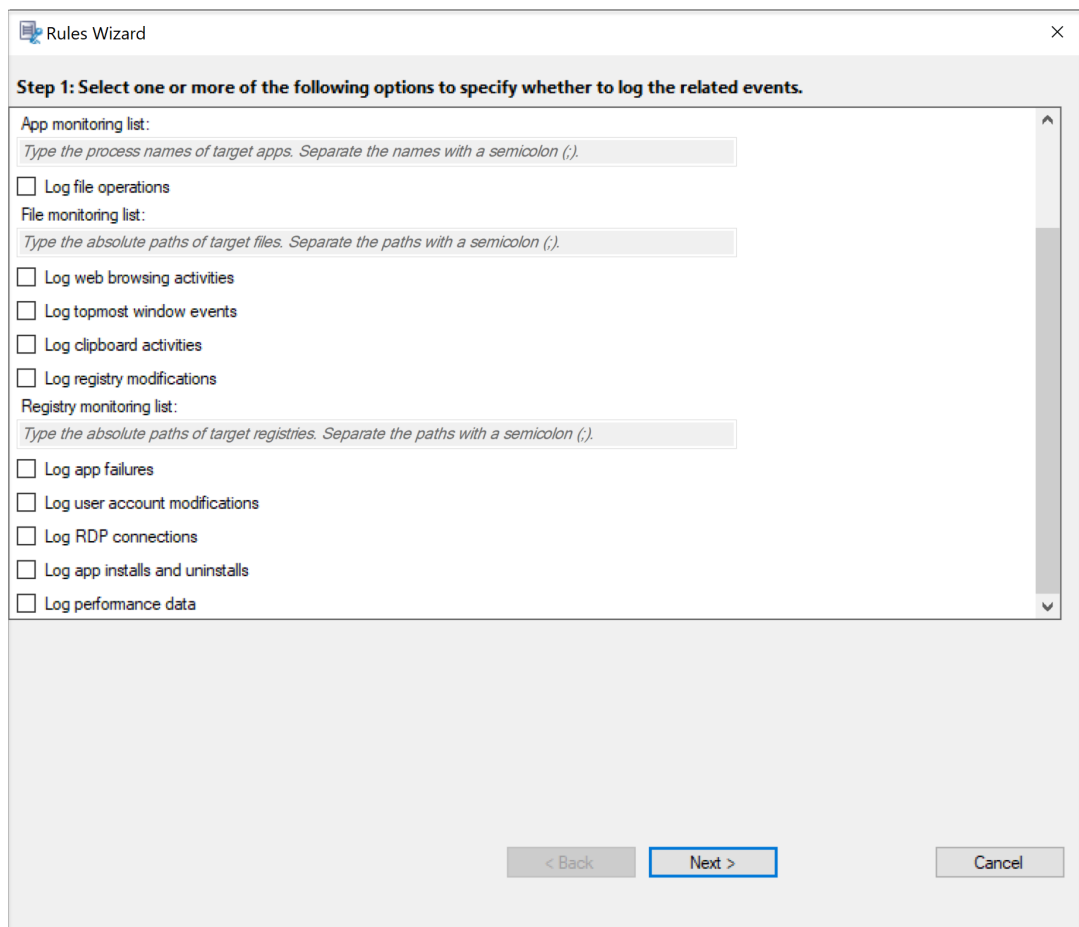 Rules Wizard
Step 1: Select one or more of the following options to specify whether to log the related events.
App monitoring list:
Type the process names of target apps. Separate the names with a semicolon (;).
Log file operations
File monitoring list:
Type the absolute paths of target files. Separate the paths with a semicolon (;).
Log web browsing activities
Log topmost window events
Log clipboard activities
Log registry modifications
Registry monitoring list:
Type the absolute paths of target registries. Separate the paths with a semicolon (;).
Log app failures
Log user account modifications
Log RDP connections
Log app installs and uninstalls
Log performance data
< Back Next > Cancel